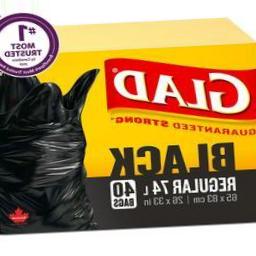 #1
MOST
TRUSTED
GLAD
GUARANTEED STRONG
BLACK
REGULAR 74 L
65 x 83 cm | 26 x 33 in
40
BAGS